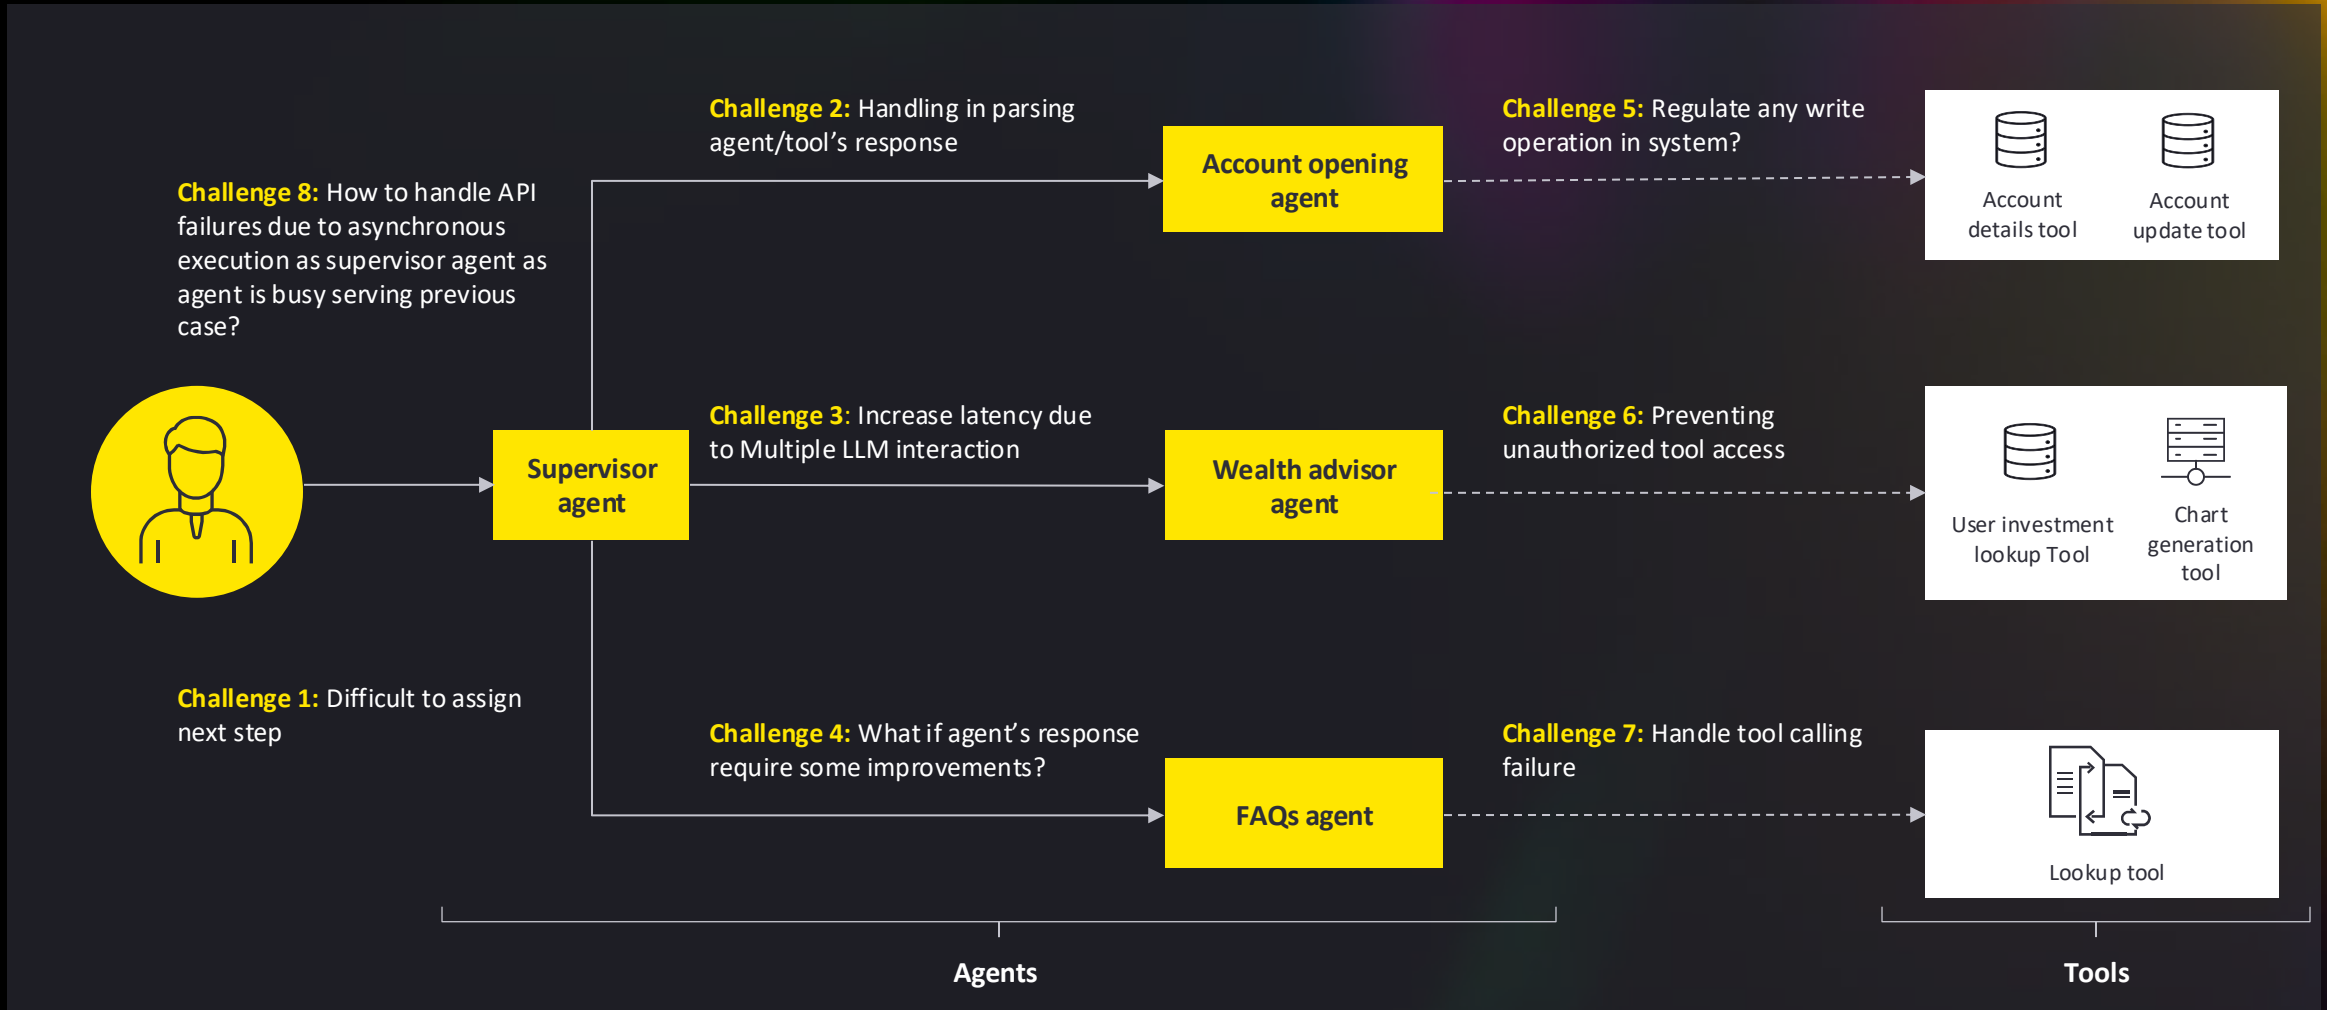 Challenge 2: Handling in parsing
agent/tool's response
Challenge 5: Regulate any write
operation in system?
Account opening
agent
Account
details tool
Account
update tool
Challenge 8: How to handle API
failures due to asynchronous
execution as supervisor agent as
agent is busy serving previous
case?
Challenge 3: Increase latency due
to Multiple LLM interaction
Challenge 6: Preventing
unauthorized tool access
Supervisor
agent
Wealth advisor
agent
User investment
lookup Tool
Chart
generation
tool
Challenge 1: Difficult to assign
next step
Challenge 4: What if agent's response
require some improvements?
Challenge 7: Handle tool calling
failure
FAQs agent
Lookup tool
Agents
Tools